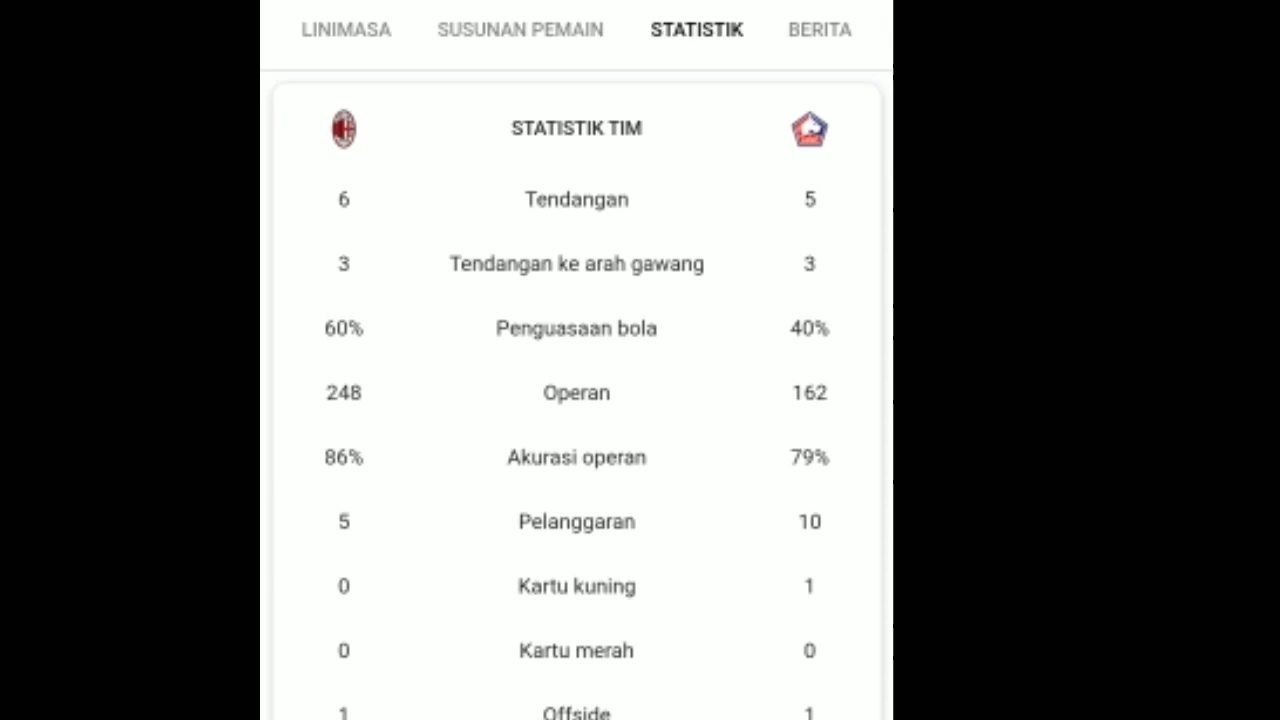 LINIMASA SUSUNAN PEMAIN STATISTIK BERITA
STATISTIK TIM
6 Tendangan 5
3 Tendangan ke arah gawang 3
60% Penguasaan bola 40%
248 Operan 162
86% Akurasi operan 79%
5 Pelanggaran 10
0 Kartu kuning 1
0 Kartu merah 0
1 Offside 1